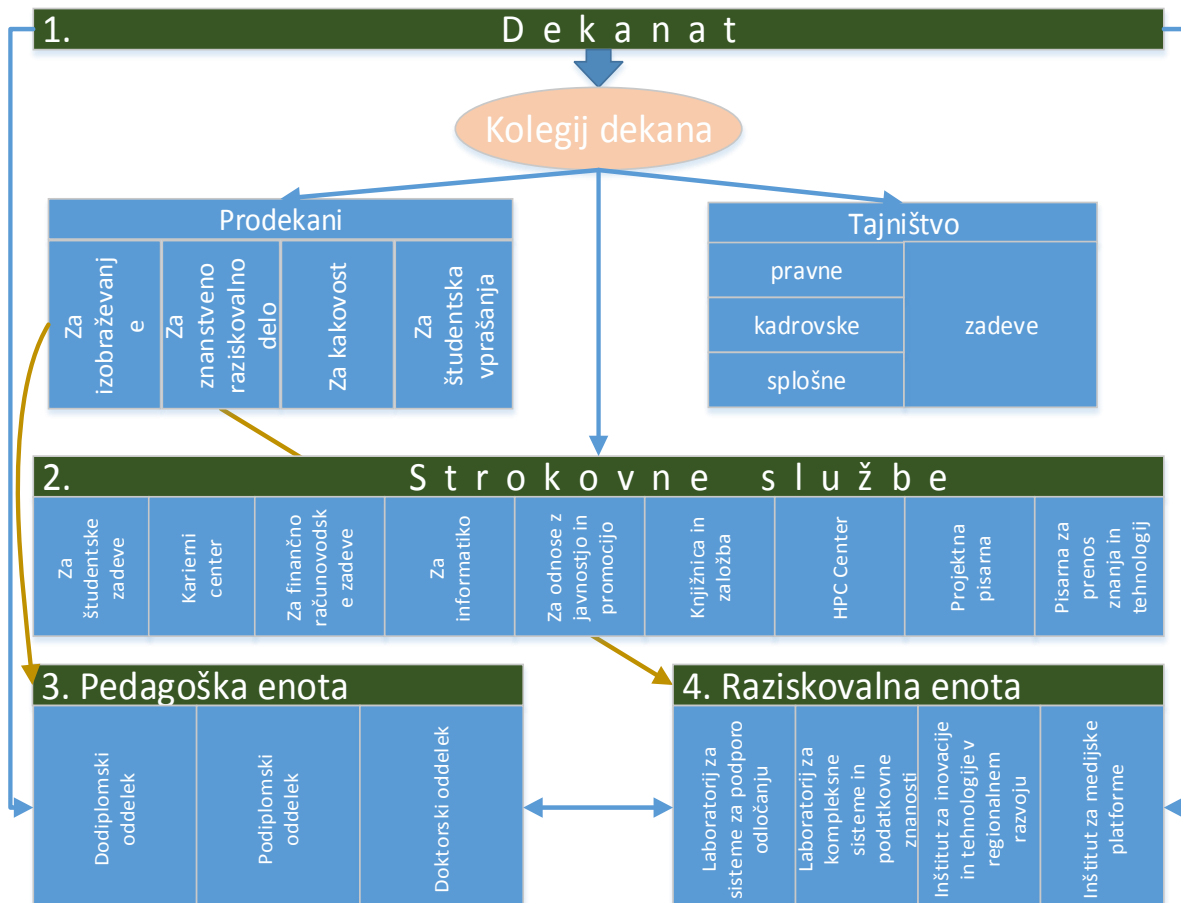 1. Dekanat
Kolegij dekana
Prodekani
Za
izobraževanj
e
Za
znanstveno
raziskovalno
delo
Za kakovost
Za
študentska
vprašanja
Tajništvo
pravne
kadrovske
splošne
zadeve
2. Strokovne službe
Za
študentske
zadeve
Karierni
center
Za finančno
računovodsk
e zadeve
Za
informatiko
Za odnose z
javnostjo in
promocijo
Knjižnica in
založba
HPC Center
Projektna
pisarna
Pisarna za
prenos
znanja in
tehnologij
3. Pedagoška enota
Dodiplomski
oddelek
Podiplomski
oddelek
Doktorski oddelek
4. Raziskovalna enota
Laboratorij za
sisteme za podporo
odločanju
Laboratorij za
kompleksne
sisteme in
podatkovne
znanosti
Inštitut za inovacije
in tehnologije v
regionalnem
razvoju
Inštitut za medijske
platforme